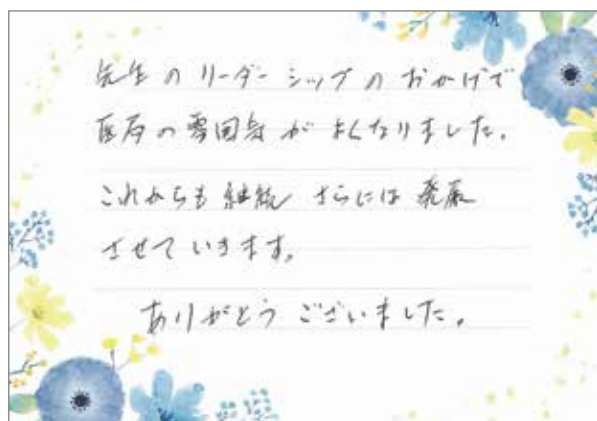 先生のリーダーシップのおかげで
医局の雰囲気がよくなりました。
これからも継続 さらには発展
させていきます。
ありがとうございました。